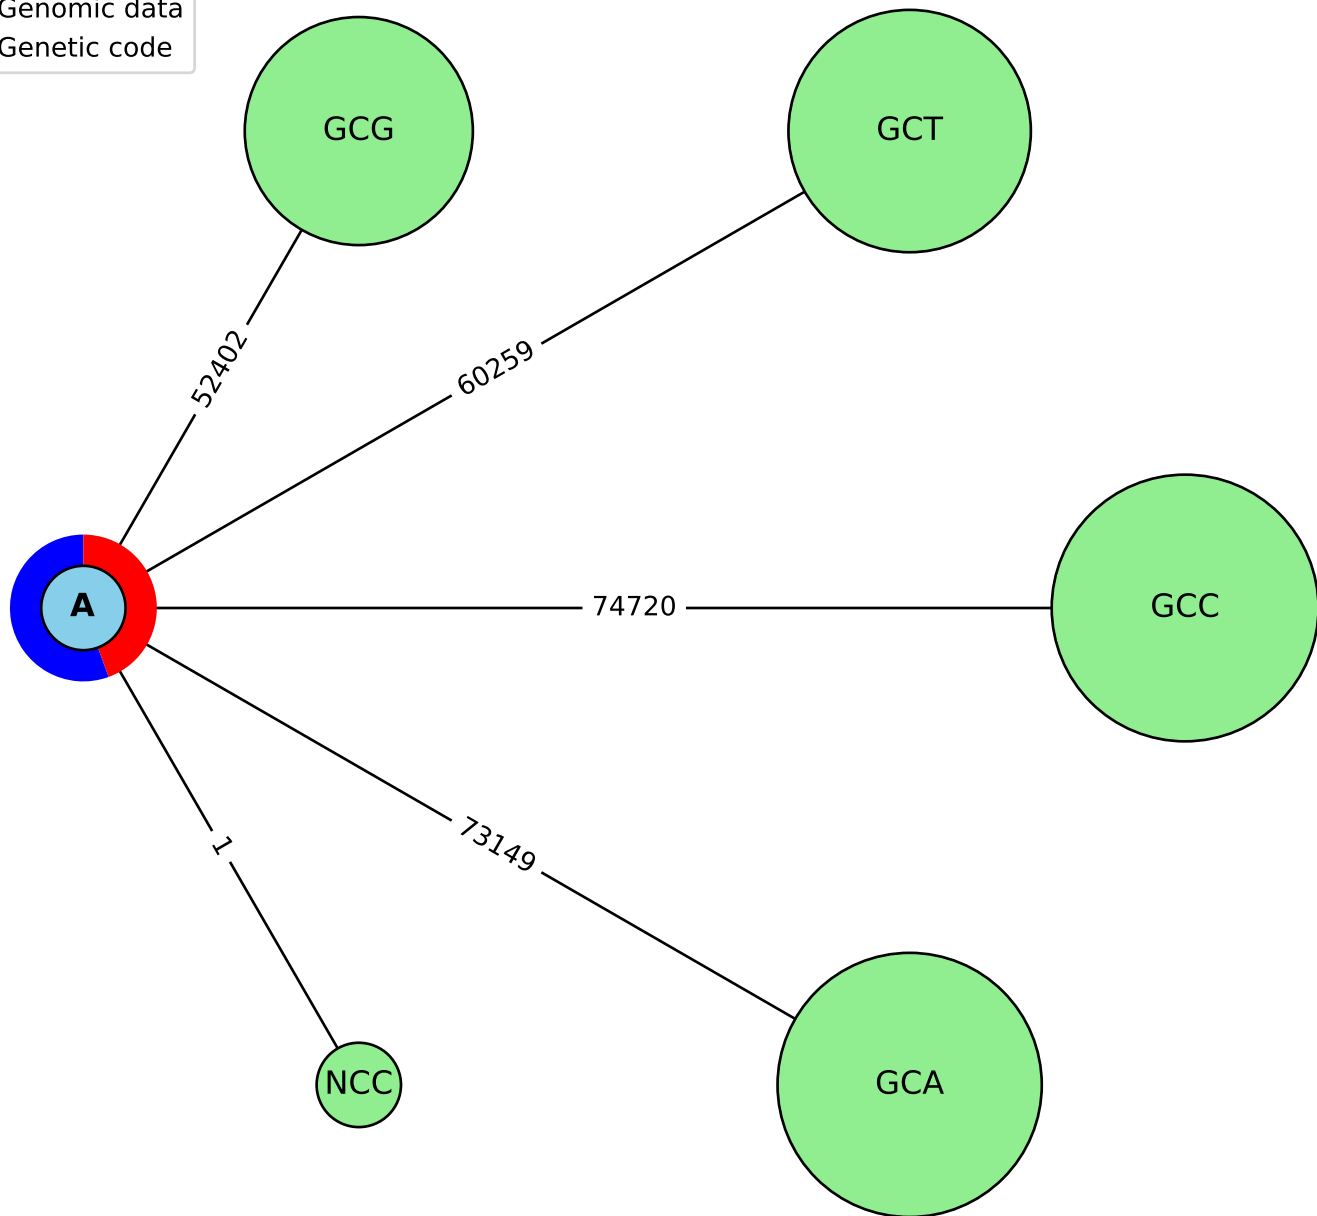 Genomic data
Genetic code
GCG
GCT
52402
60259
A
74720
GCC
1
73149
NCC
GCA